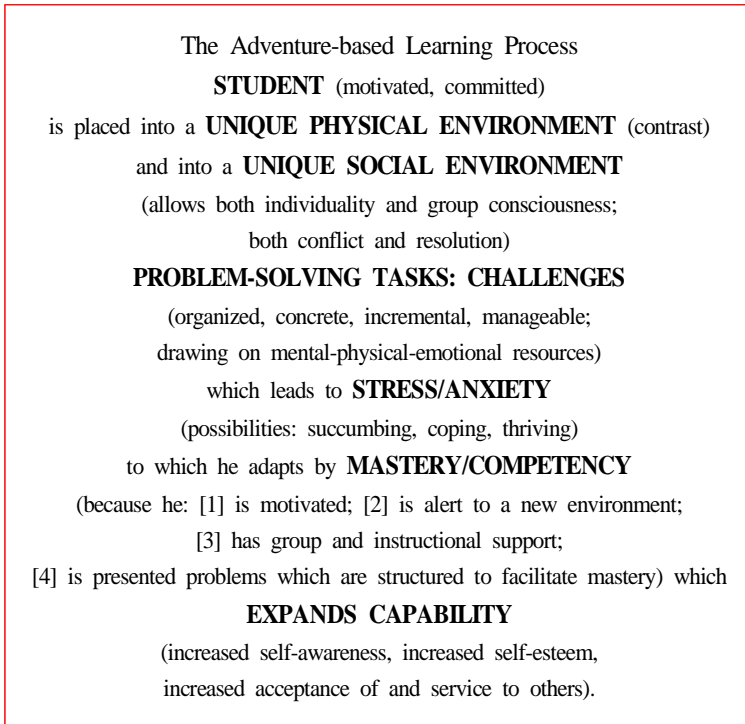 The Adventure-based Learning Process
STUDENT (motivated, committed)
is placed into a UNIQUE PHYSICAL ENVIRONMENT (contrast)
and into a UNIQUE SOCIAL ENVIRONMENT
(allows both individuality and group consciousness;
both conflict and resolution)
PROBLEM-SOLVING TASKS: CHALLENGES
(organized, concrete, incremental, manageable;
drawing on mental-physical-emotional resources)
which leads to STRESS/ANXIETY
(possibilities: succumbing, coping, thriving)
to which he adapts by MASTERY/COMPETENCY
(because he: [1] is motivated; [2] is alert to a new environment;
[3] has group and instructional support;
[4] is presented problems which are structured to facilitate mastery) which
EXPANDS CAPABILITY
(increased self-awareness, increased self-esteem,
increased acceptance of and service to others).